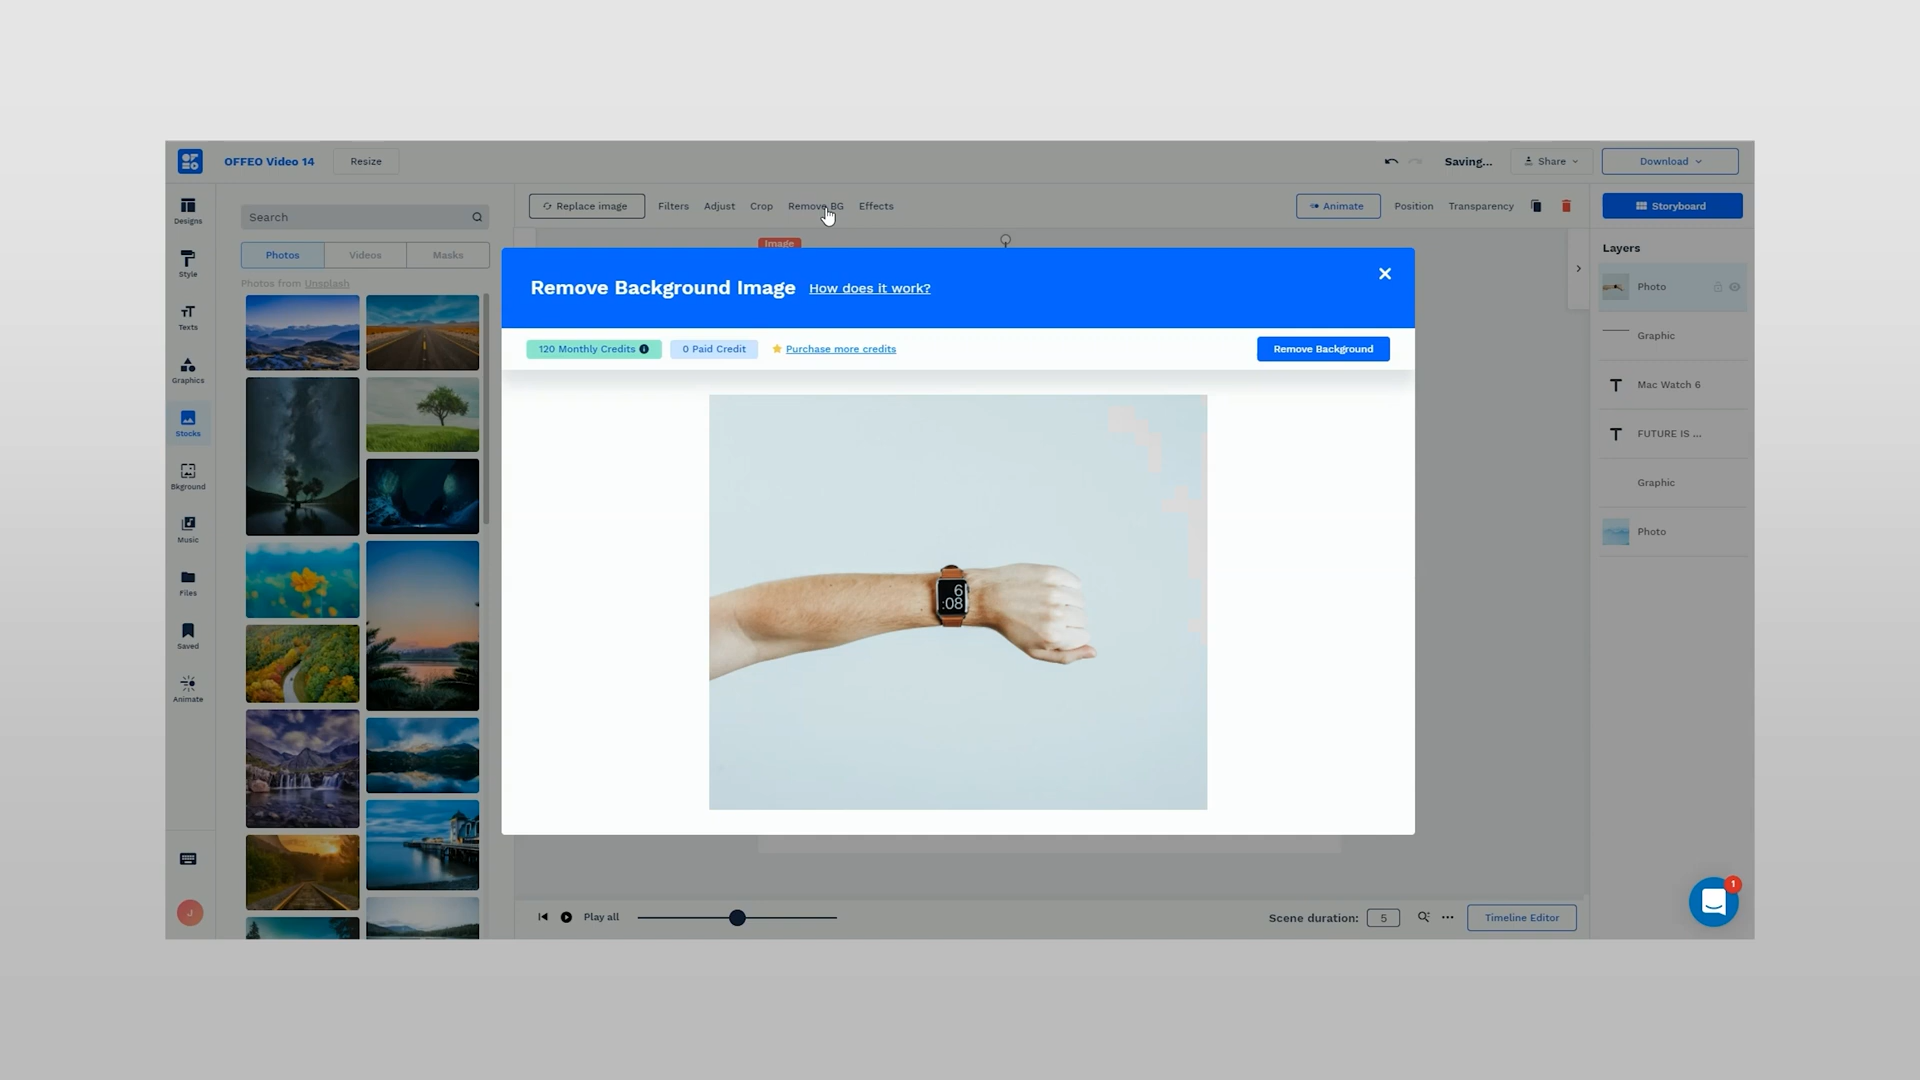 OFFEO Video 14
Resize
Saving...
Share
Download
Designs
Style
Texts
Graphics
Stocks
Bkground
Music
Files
Saved
Animate
J
Search
Photos
Videos
Masks
Photos from Unsplash
Replace image
Filters
Adjust
Crop
Remove BG
Effects
Animate
Position
Transparency
Storyboard
Image
Remove Background Image
How does it work?
120 Monthly Credits
0 Paid Credit
Purchase more credits
Remove Background
6
:08
Layers
Photo
Graphic
T Mac Watch 6
T FUTURE IS ...
Graphic
Photo
Play all
Scene duration:
5
Timeline Editor
1